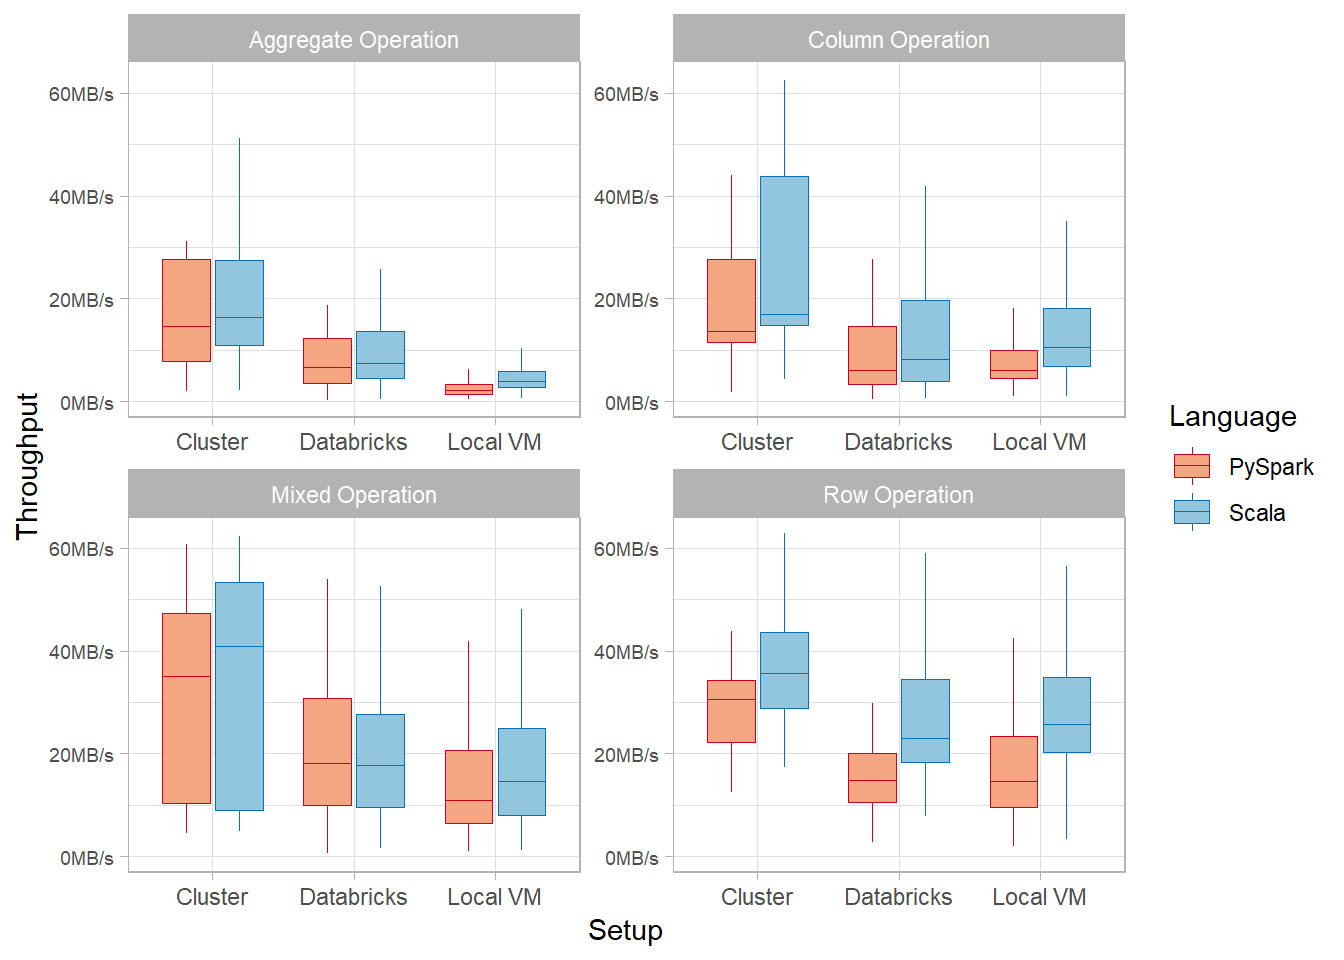 Aggregate Operation
Column Operation
60MB/s
40MB/s
20MB/s
0MB/s
60MB/s
40MB/s
20MB/s
0MB/s
Cluster Databricks Local VM
Cluster Databricks Local VM
Mixed Operation
Row Operation
60MB/s
40MB/s
20MB/s
0MB/s
60MB/s
40MB/s
20MB/s
0MB/s
Cluster Databricks Local VM
Cluster Databricks Local VM
Throughput
Setup
Language
PySpark
Scala